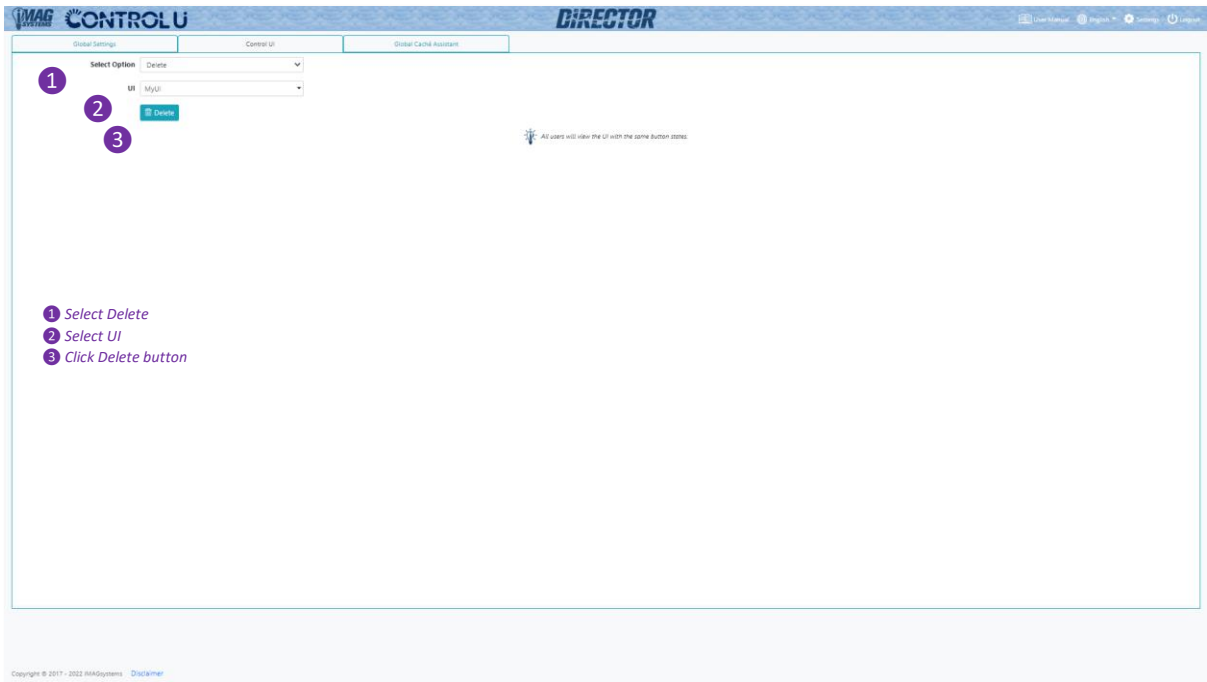 iMAG SYSTEMS CONTROL U DiRECTOR User Manual English Settings Logout
Global Settings Control UI Global Caché Assistant
Select Option Delete
1
UI MyUI
2 Delete
3
All users will view the UI with the same button states.
1 Select Delete
2 Select UI
3 Click Delete button
Copyright © 2017 - 2022 IMAGsystems Disclaimer